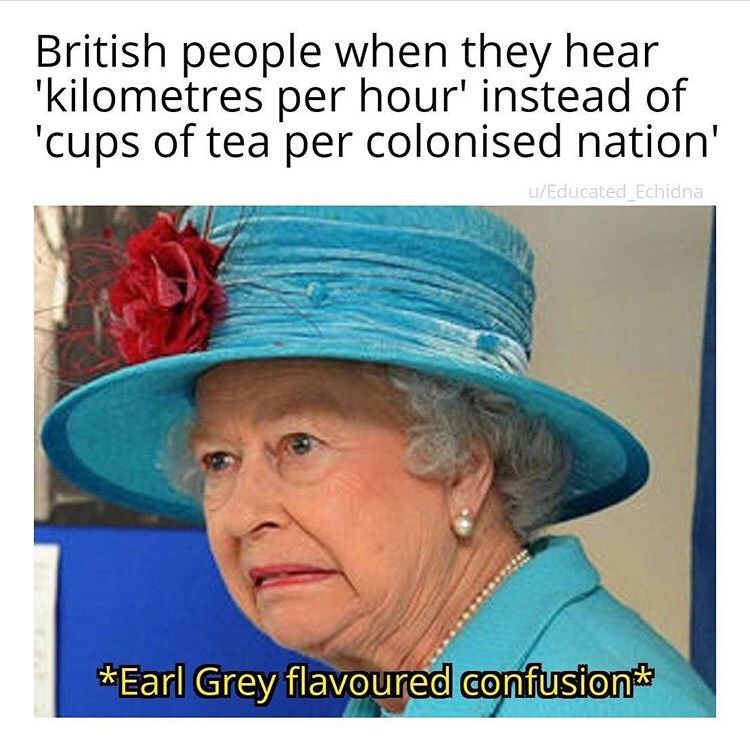 British people when they hear
'kilometres per hour' instead of
'cups of tea per colonised nation'
u/Educated_Echidna
*Earl Grey flavoured confusion*